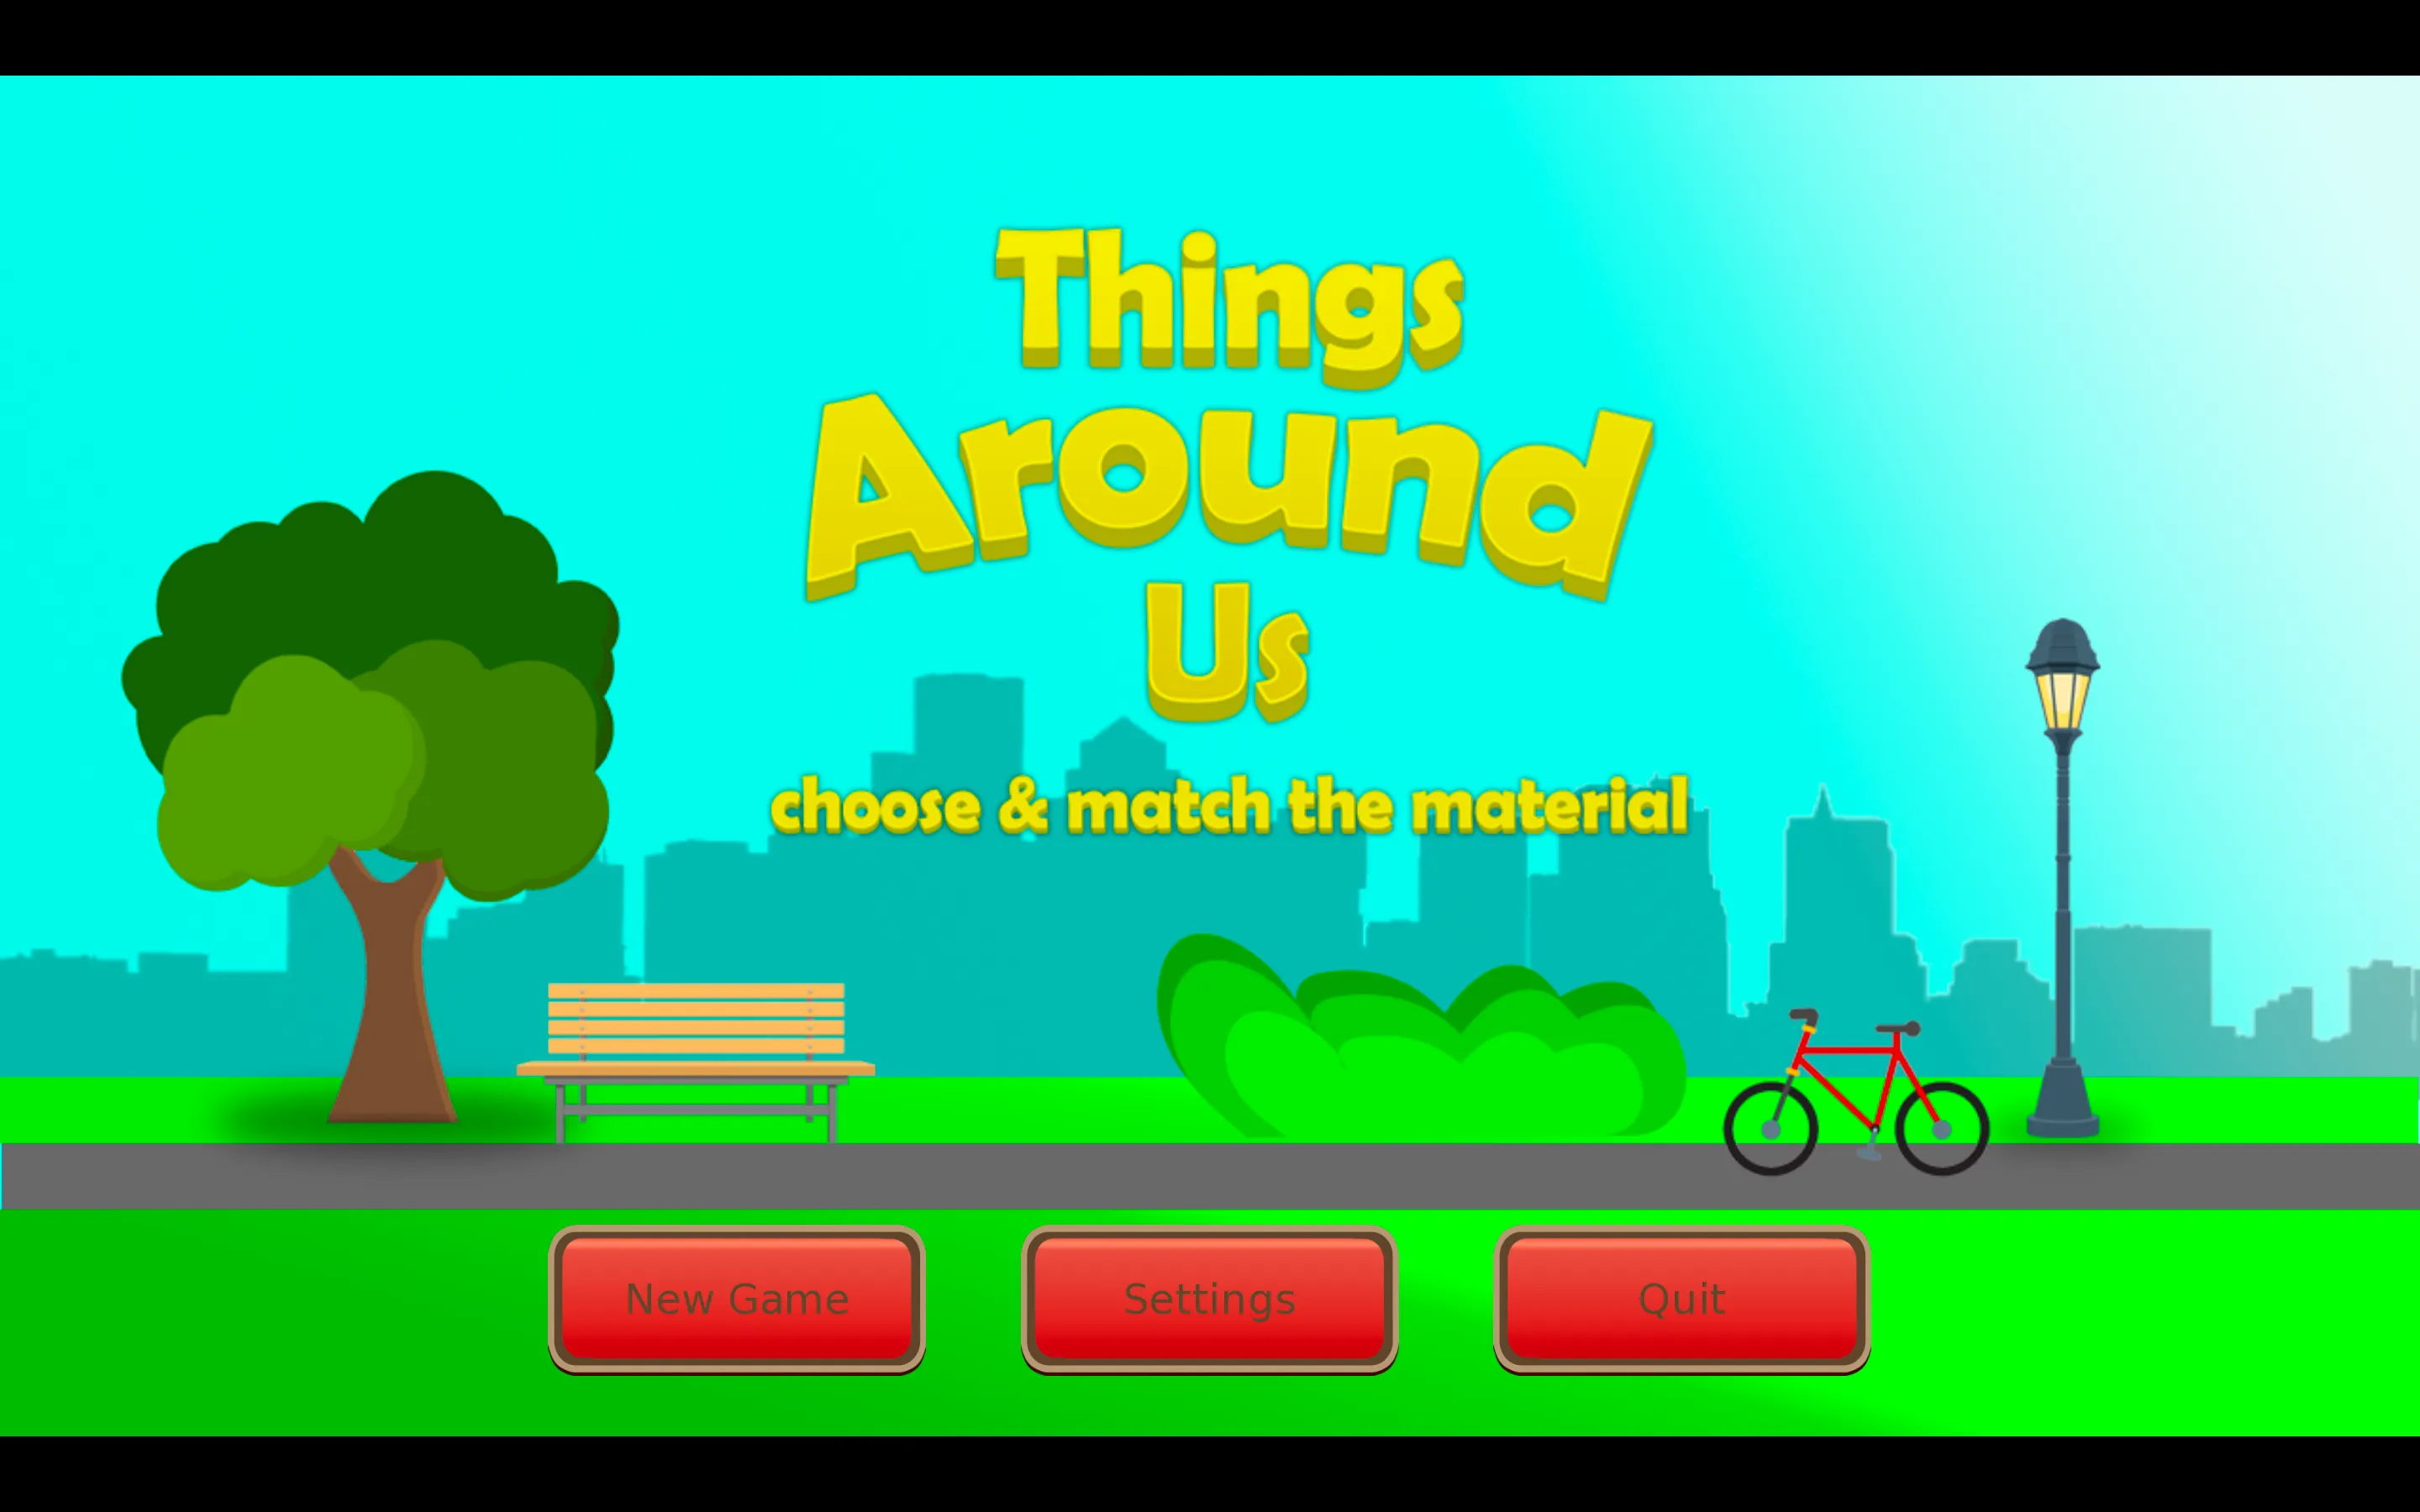 Things
Around
Us
choose & match the material
New Game
Settings
Quit